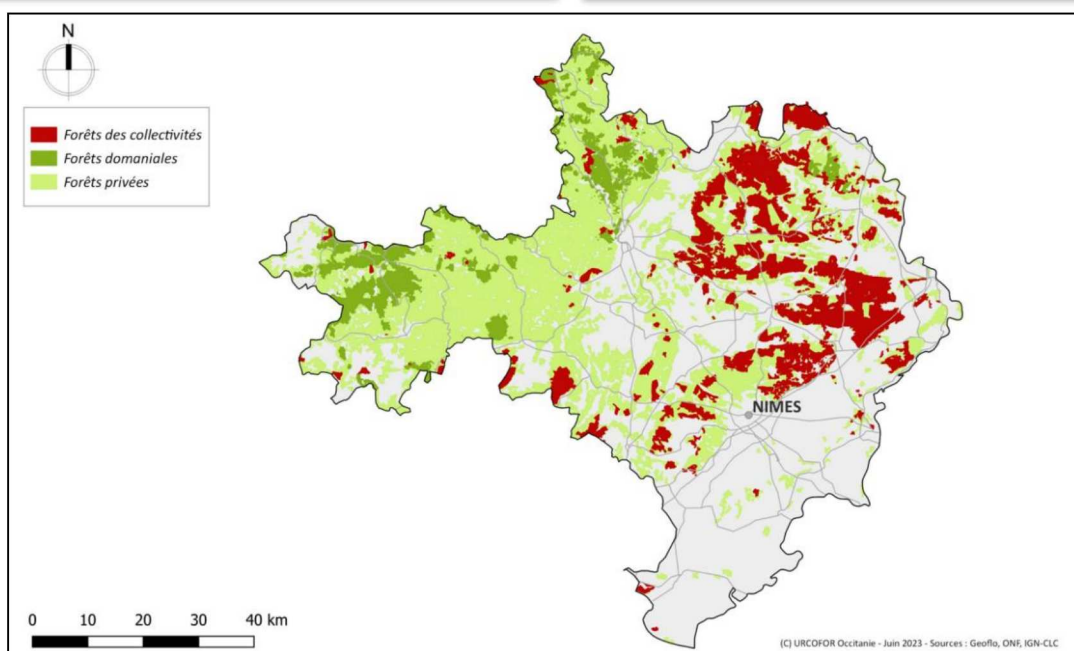 N
Forêts des collectivités
Forêts domaniales
Forêts privées
NIMES
0 10 20 30 40 km
(C) URCOFOR Occitanie - Juin 2023 - Sources : Geoflo, ONF, IGN-CLC